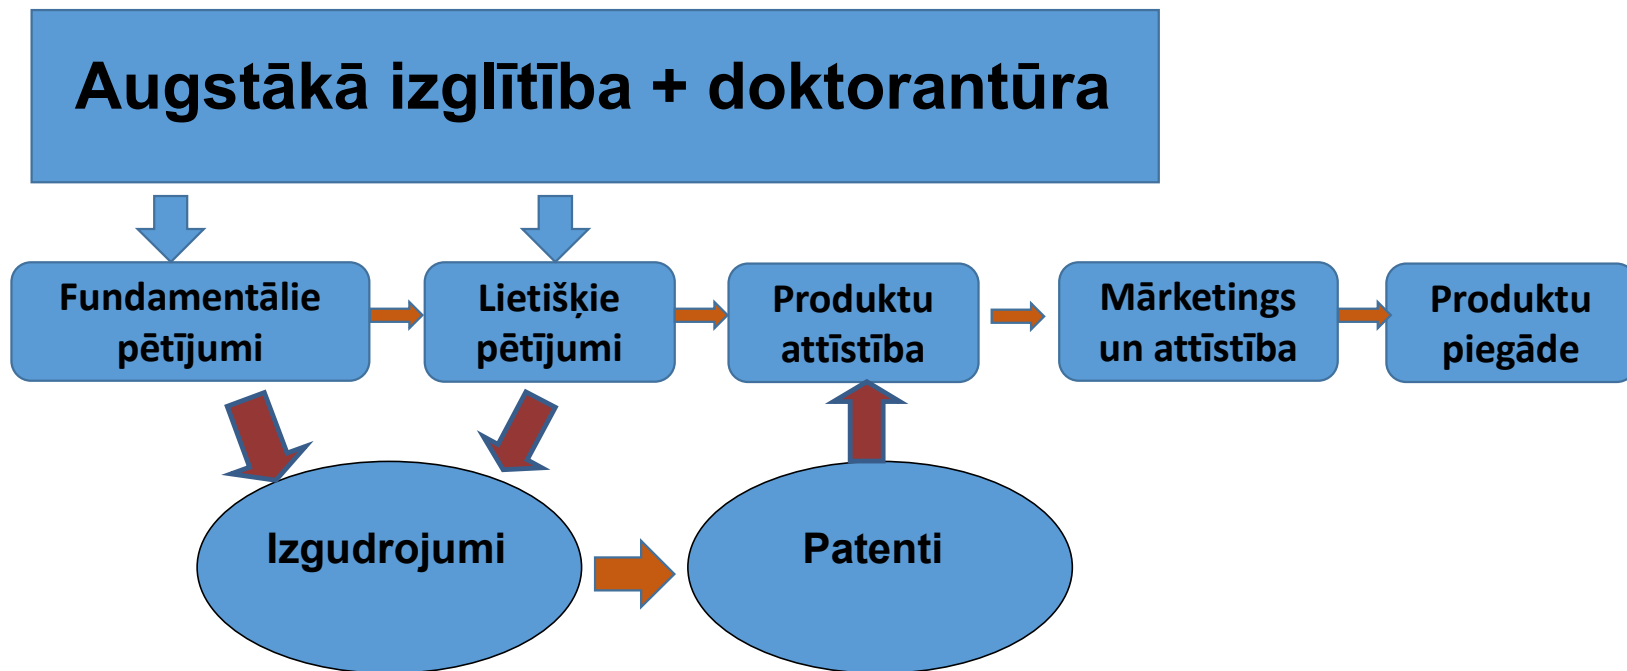 Augstākā izglītība + doktorantūra
Fundamentālie
pētījumi
Lietišķie
pētījumi
Produktu
attīstība
Mārketings
un attīstība
Produktu
piegāde
Izgudrojumi
Patenti